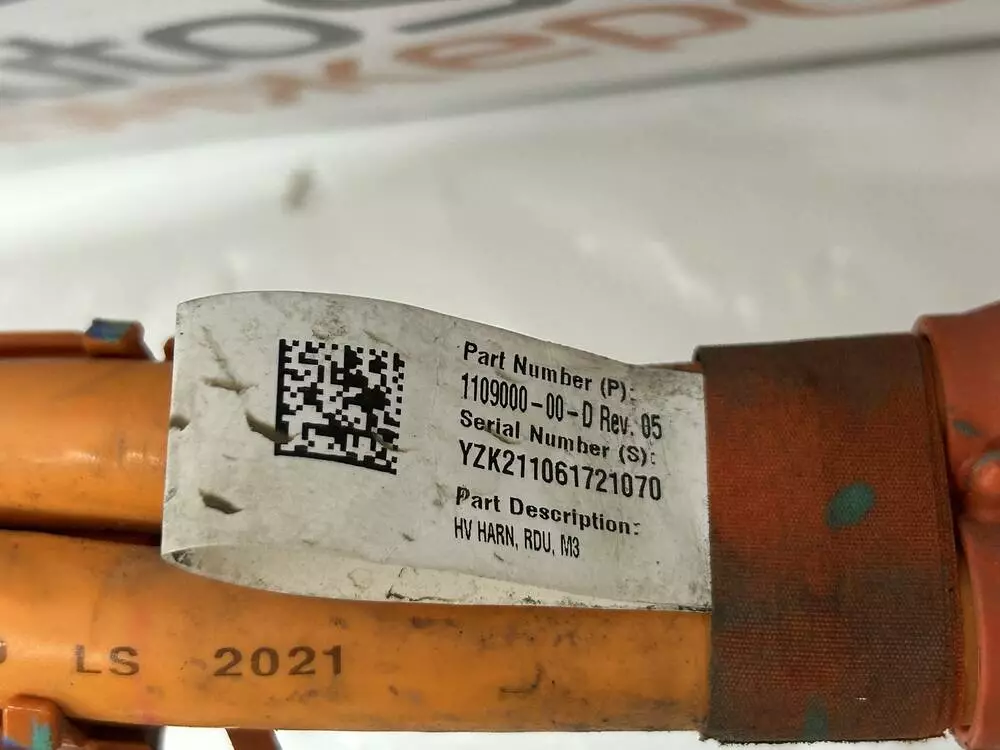 Part Number (P):
1109000-00-D Rev. 05
Serial Number (S):
YZK211061721070
Part Description:
HV HARN, RDU, M3
LS 2021